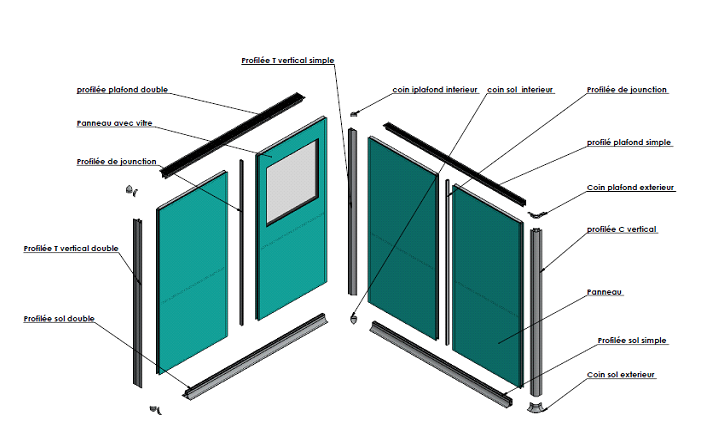 Profilée T vertical simple
profilée plafond double
coin iplafond interieur
coin sol interieur
Profilée de jounction
Panneau avec vitre
profilé plafond simple
Profilée de jounction
Coin plafond exterieur
profilée C vertical
Profilée T vertical double
Panneau
Profilée sol double
Profilée sol simple
Coin sol exterieur